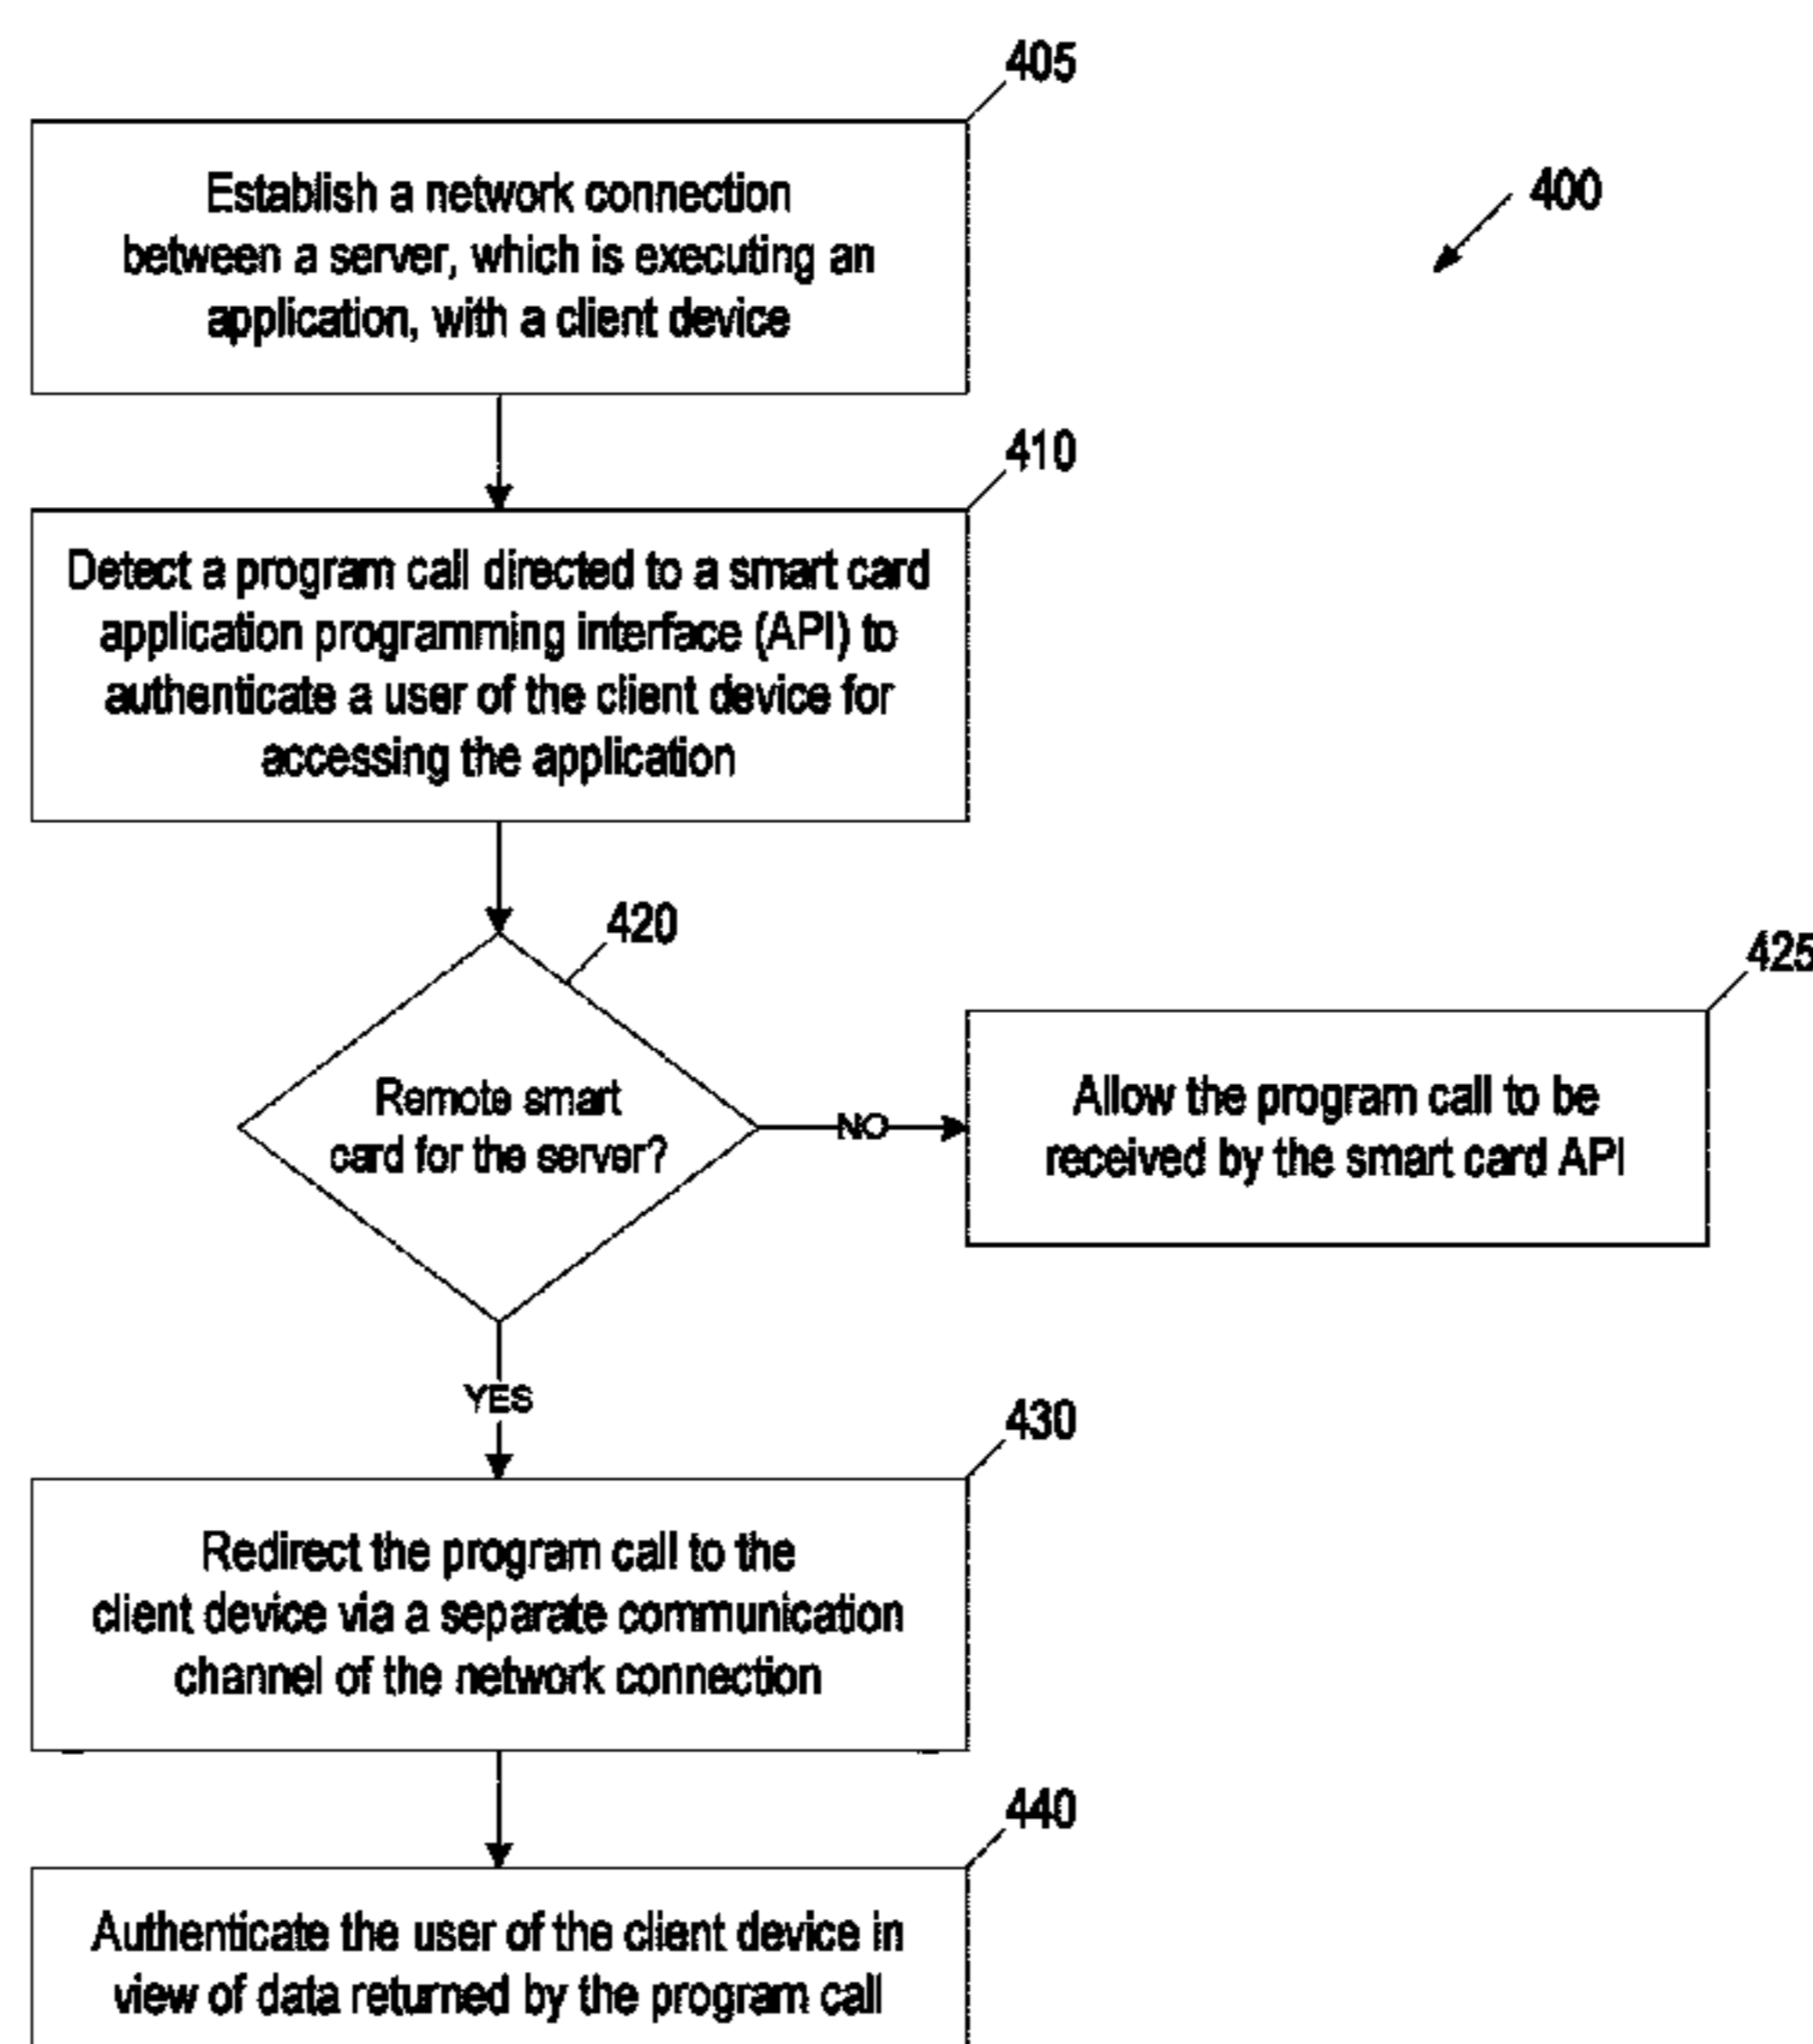 405
Establish a network connection
between a server, which is executing an
application, with a client device
400
410
Detect a program call directed to a smart card
application programming interface (API) to
authenticate a user of the client device for
accessing the application
420
Remote smart
card for the server?
NO
425
Allow the program call to be
received by the smart card API
YES
430
Redirect the program call to the
client device via a separate communication
channel of the network connection
440
Authenticate the user of the client device in
view of data returned by the program call